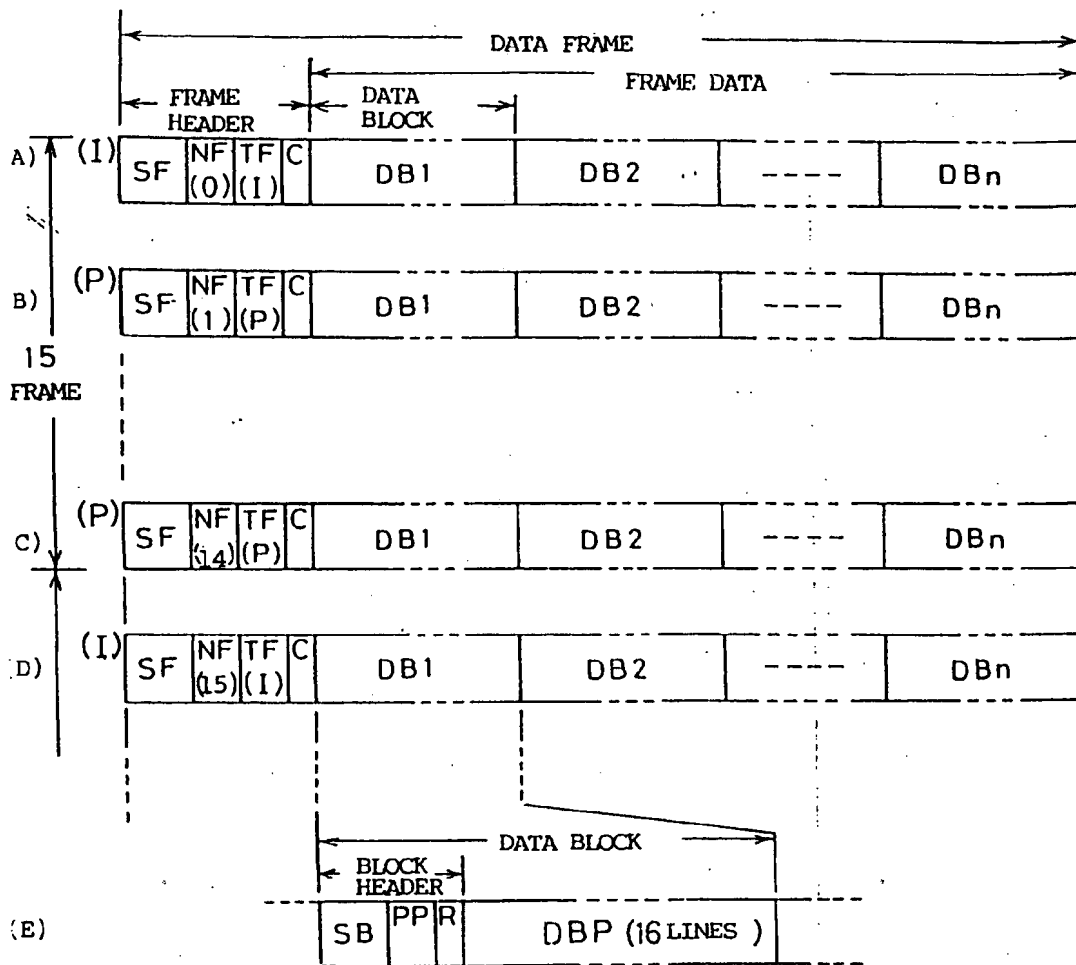 DATA FRAME
FRAME DATA
FRAME HEADER
DATA BLOCK
A) (I) SF NF (0) TF (I) C DB1 DB2 ---- DBn
B) (P) SF NF (1) TF (P) C DB1 DB2 ---- DBn
15 FRAME
C) (P) SF NF (14) TF (P) C DB1 DB2 ---- DBn
D) (I) SF NF (15) TF (I) C DB1 DB2 ---- DBn
DATA BLOCK
BLOCK HEADER
(E) SB PP R DBP (16 LINES )